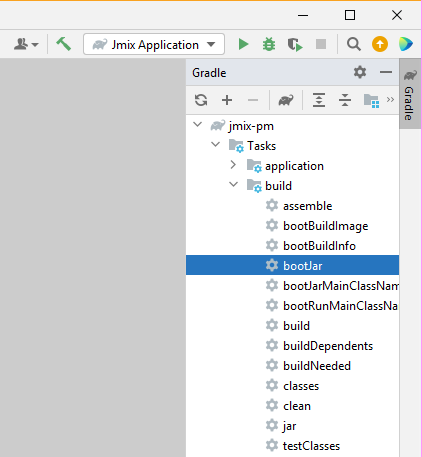 Jmix Application
Gradle
Gradle
jmix-pm
Tasks
application
build
assemble
bootBuildImage
bootBuildInfo
bootJar
bootJarMainClassNam
bootRunMainClassNa
build
buildDependents
buildNeeded
classes
clean
jar
testClasses